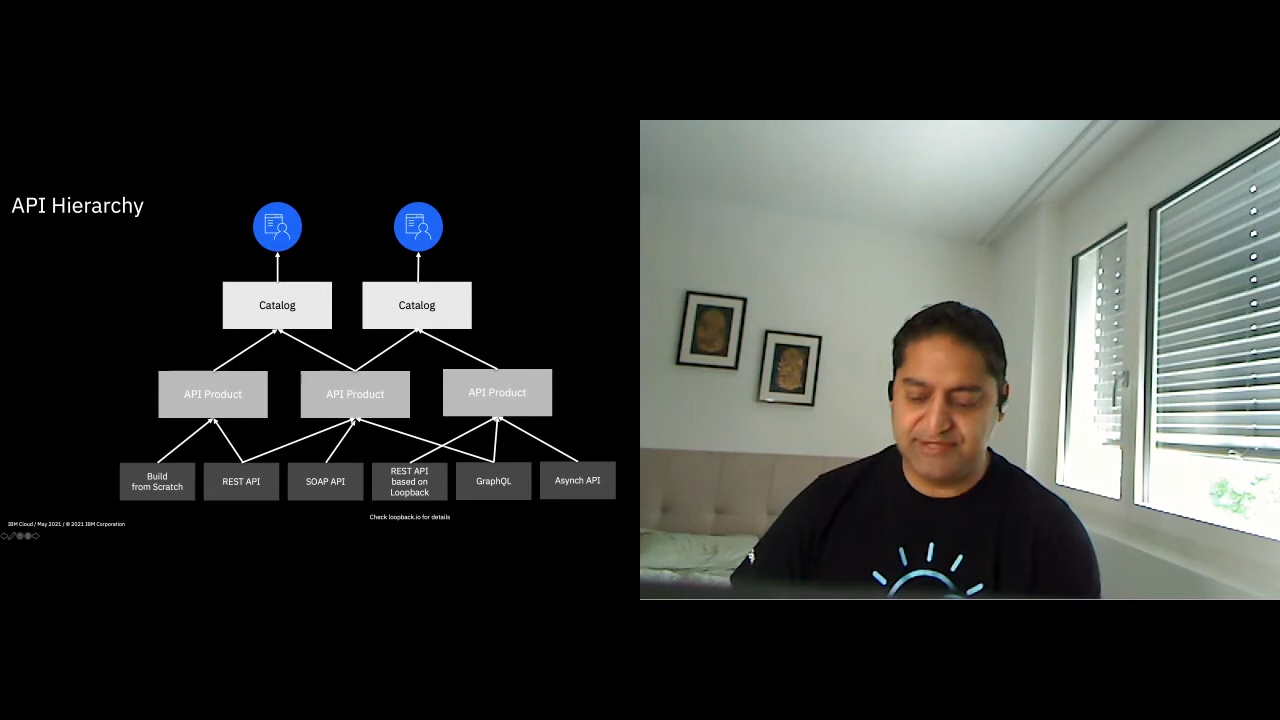 API Hierarchy
Catalog
Catalog
API Product
API Product
API Product
Build
from Scratch
REST API
SOAP API
REST API
based on
Loopback
GraphQL
Asynch API
Check loopback.io for details
IBM Cloud / May 2021 / © 2021 IBM Corporation